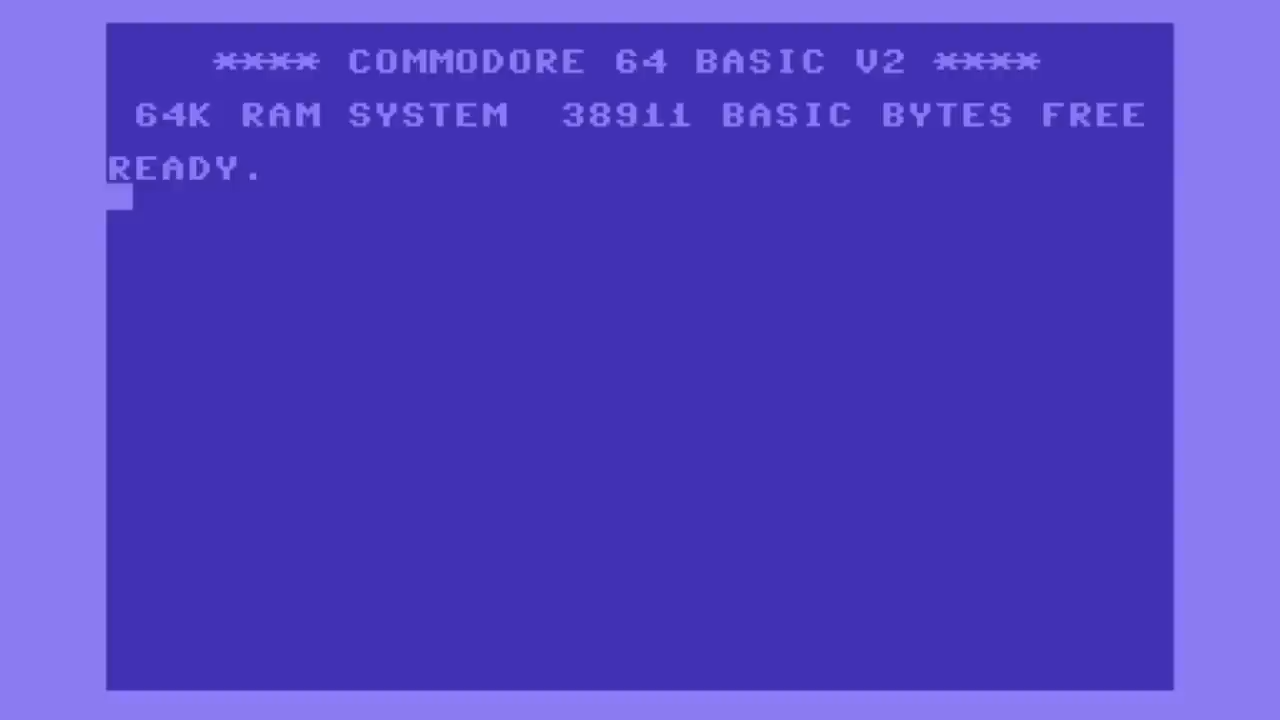 **** COMMODORE 64 BASIC V2 ****
64K RAM SYSTEM  38911 BASIC BYTES FREE
READY.